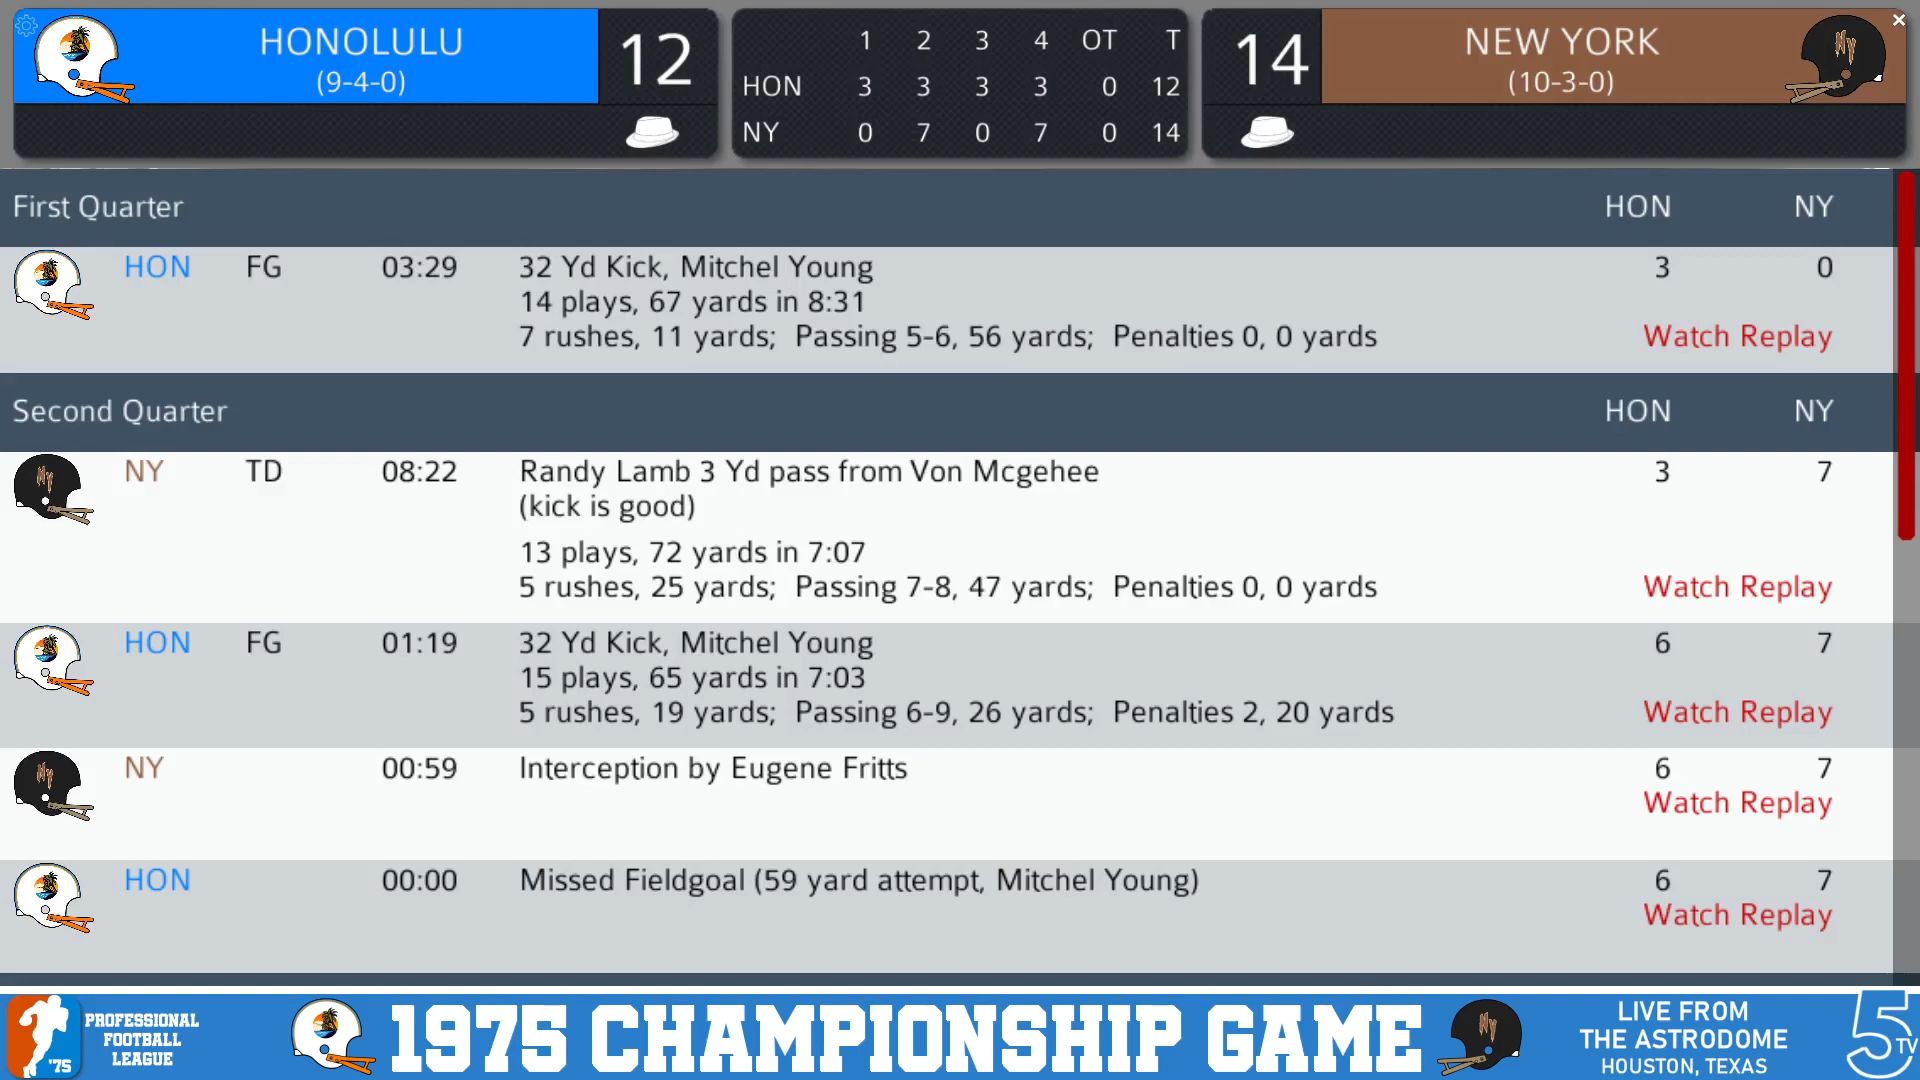 HONOLULU
(9-4-0)
12
1 2 3 4 OT T
HON 3 3 3 3 0 12
NY 0 7 0 7 0 14
14
NEW YORK
(10-3-0)
Ny
×
First Quarter HON NY
HON FG 03:29 32 Yd Kick, Mitchel Young 3 0
14 plays, 67 yards in 8:31
7 rushes, 11 yards; Passing 5-6, 56 yards; Penalties 0, 0 yards Watch Replay
Second Quarter HON NY
Ny NY TD 08:22 Randy Lamb 3 Yd pass from Von Mcgehee 3 7
(kick is good)
13 plays, 72 yards in 7:07
5 rushes, 25 yards; Passing 7-8, 47 yards; Penalties 0, 0 yards Watch Replay
HON FG 01:19 32 Yd Kick, Mitchel Young 6 7
15 plays, 65 yards in 7:03
5 rushes, 19 yards; Passing 6-9, 26 yards; Penalties 2, 20 yards Watch Replay
Ny NY 00:59 Interception by Eugene Fritts 6 7
Watch Replay
HON 00:00 Missed Fieldgoal (59 yard attempt, Mitchel Young) 6 7
Watch Replay
'75
PROFESSIONAL
FOOTBALL
LEAGUE
1975 CHAMPIONSHIP GAME
Ny
LIVE FROM
THE ASTRODOME
HOUSTON, TEXAS
5 TV